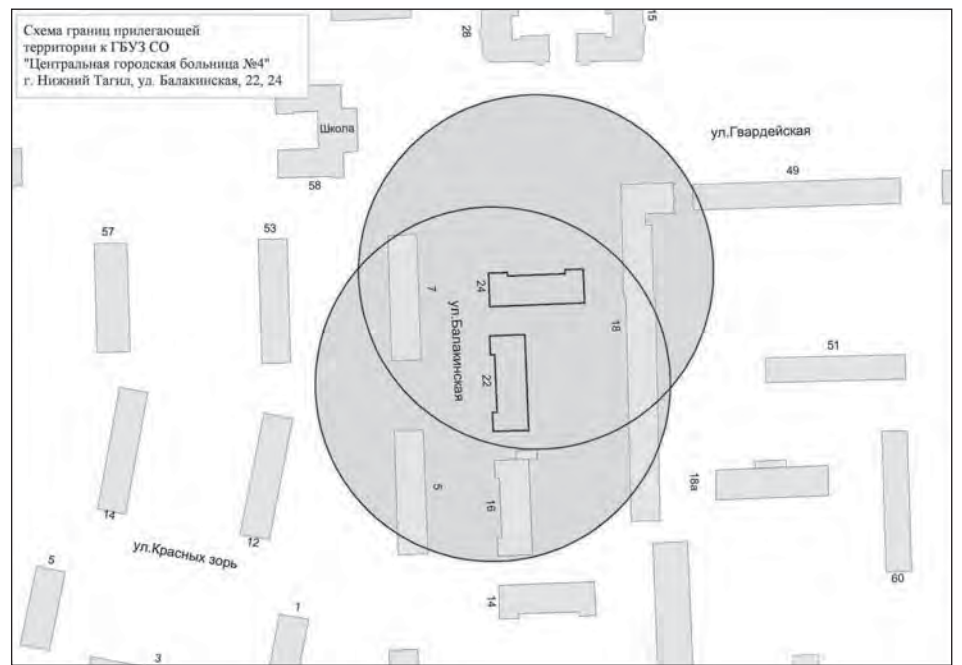 Схема границ прилегающей
территории к ГБУЗ СО
"Центральная городская больница №4"
г. Нижний Тагил, ул. Балакинская, 22, 24
28
15
Школа
58
ул.Гвардейская
49
57
53
7
24
ул.Балакинская
22
18
51
5
16
18а
14
12
ул.Красных зорь
5
1
3
14
60